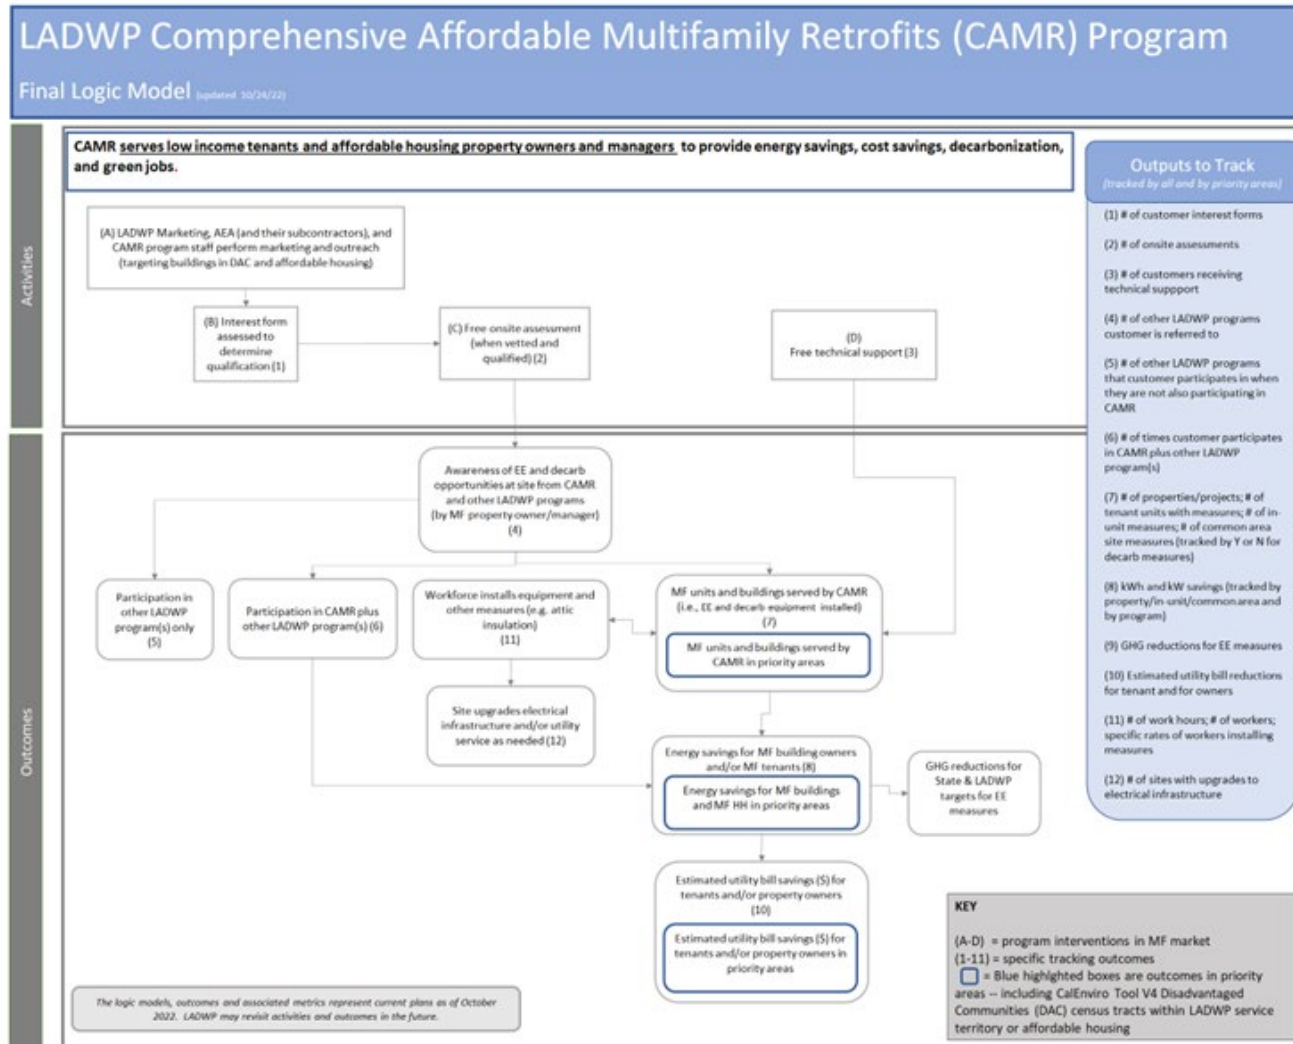 LADWP Comprehensive Affordable Multifamily Retrofits (CAMR) Program
Final Logic Model (updated 10/24/22)
Activities
CAMR serves low income tenants and affordable housing property owners and managers to provide energy savings, cost savings, decarbonization,
and green jobs.
(A) LADWP Marketing, AEA (and their subcontractors), and
CAMR program staff perform marketing and outreach
(targeting buildings in DAC and affordable housing)
(B) Interest form
assessed to
determine
qualification (1)
(C) Free onsite assessment
(when vetted and
qualified) (2)
(D)
Free technical support (3)
Outcomes
Awareness of EE and decarb
opportunities at site from CAMR
and other LADWP programs
(by MF property owner/manager)
(4)
Participation in
other LADWP
program(s) only
(5)
Participation in CAMR plus
other LADWP program(s) (6)
Workforce installs equipment and
other measures (e.g. attic
insulation)
(11)
MF units and buildings served by CAMR
(i.e., EE and decarb equipment installed)
(7)
MF units and buildings served by
CAMR in priority areas
Site upgrades electrical
infrastructure and/or utility
service as needed (12)
Energy savings for MF building owners
and/or MF tenants (8)
Energy savings for MF buildings
and MF HH in priority areas
GHG reductions for
State & LADWP
targets for EE
measures
Estimated utility bill savings ($) for
tenants and/or property owners
(10)
Estimated utility bill savings ($) for
tenants and/or property owners in
priority areas
The logic models, outcomes and associated metrics represent current plans as of October
2022. LADWP may revisit activities and outcomes in the future.
Outputs to Track
(tracked by all and by priority areas)
(1) # of customer interest forms
(2) # of onsite assessments
(3) # of customers receiving
technical suppport
(4) # of other LADWP programs
customer is referred to
(5) # of other LADWP programs
that customer participates in when
they are not also participating in
CAMR
(6) # of times customer participates
in CAMR plus other LADWP
program(s)
(7) # of properties/projects; # of
tenant units with measures; # of in-
unit measures; # of common area
site measures (tracked by Y or N for
decarb measures)
(8) kWh and kW savings (tracked by
property/in-unit/common area and
by program)
(9) GHG reductions for EE measures
(10) Estimated utility bill reductions
for tenant and for owners
(11) # of work hours; # of workers;
specific rates of workers installing
measures
(12) # of sites with upgrades to
electrical infrastructure
KEY
(A-D) = program interventions in MF market
(1-11) = specific tracking outcomes
= Blue highlghted boxes are outcomes in priority
areas -- including CalEnviro Tool V4 Disadvantaged
Communities (DAC) census tracts within LADWP service
territory or affordable housing